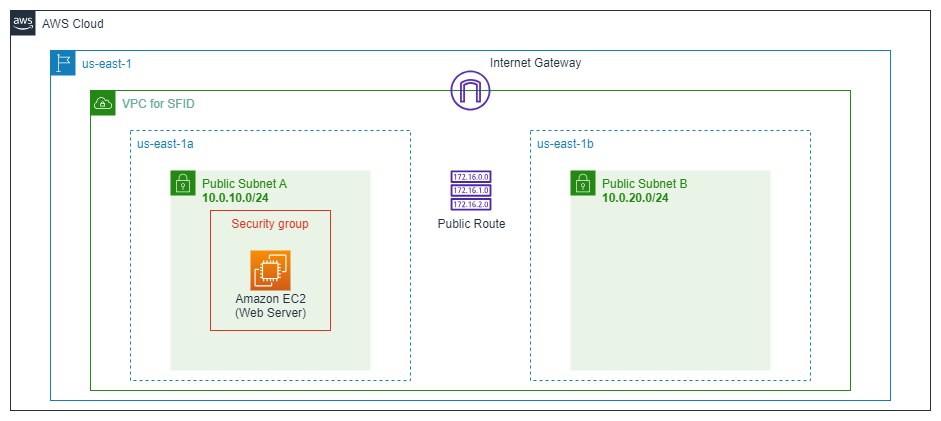 aws
AWS Cloud
us-east-1
Internet Gateway
VPC for SFID
us-east-1a
us-east-1b
Public Subnet A
10.0.10.0/24
Security group
Amazon EC2
(Web Server)
172.16.0.0
172.16.1.0
172.16.2.0
Public Route
Public Subnet B
10.0.20.0/24